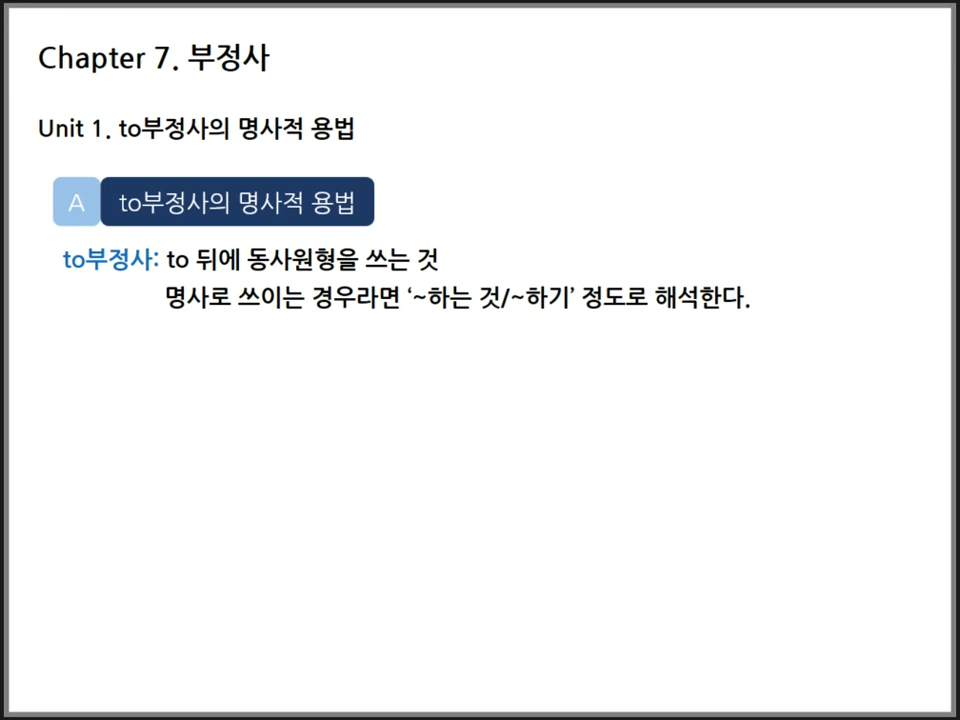 Chapter 7. 부정사
Unit 1. to부정사의 명사적 용법
A to부정사의 명사적 용법
to부정사: to 뒤에 동사원형을 쓰는 것
명사로 쓰이는 경우라면 ‘~하는 것/~하기’ 정도로 해석한다.